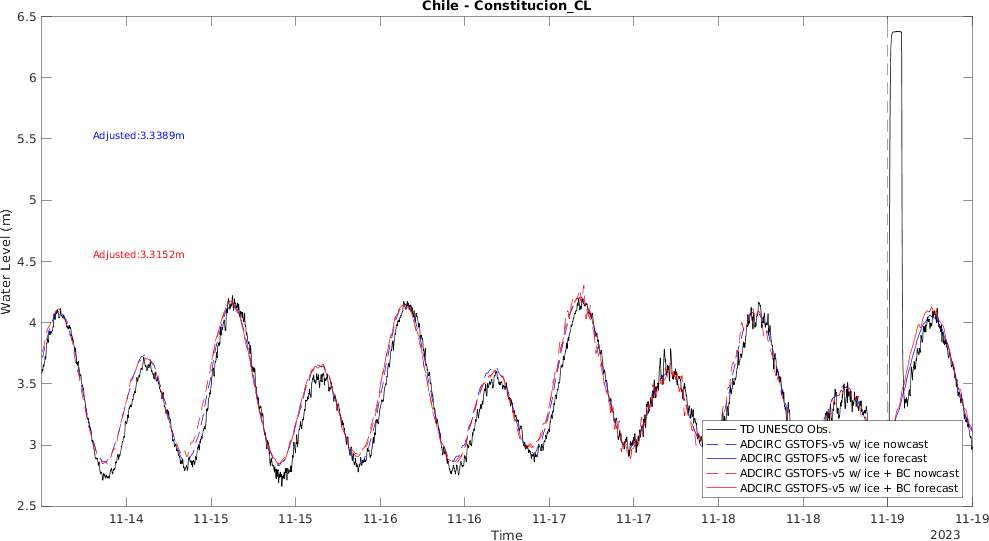 Chile - Constitucion_CL
6.5
6
5.5
5
4.5
4
3.5
3
2.5
Water Level (m)
Adjusted:3.3389m
Adjusted:3.3152m
TD UNESCO Obs.
ADCIRC GSTOFS-v5 w/ ice nowcast
ADCIRC GSTOFS-v5 w/ ice forecast
ADCIRC GSTOFS-v5 w/ ice + BC nowcast
ADCIRC GSTOFS-v5 w/ ice + BC forecast
11-14 11-15 11-15 11-16 11-16 11-17 11-17 11-18 11-18 11-19 11-19
Time
2023